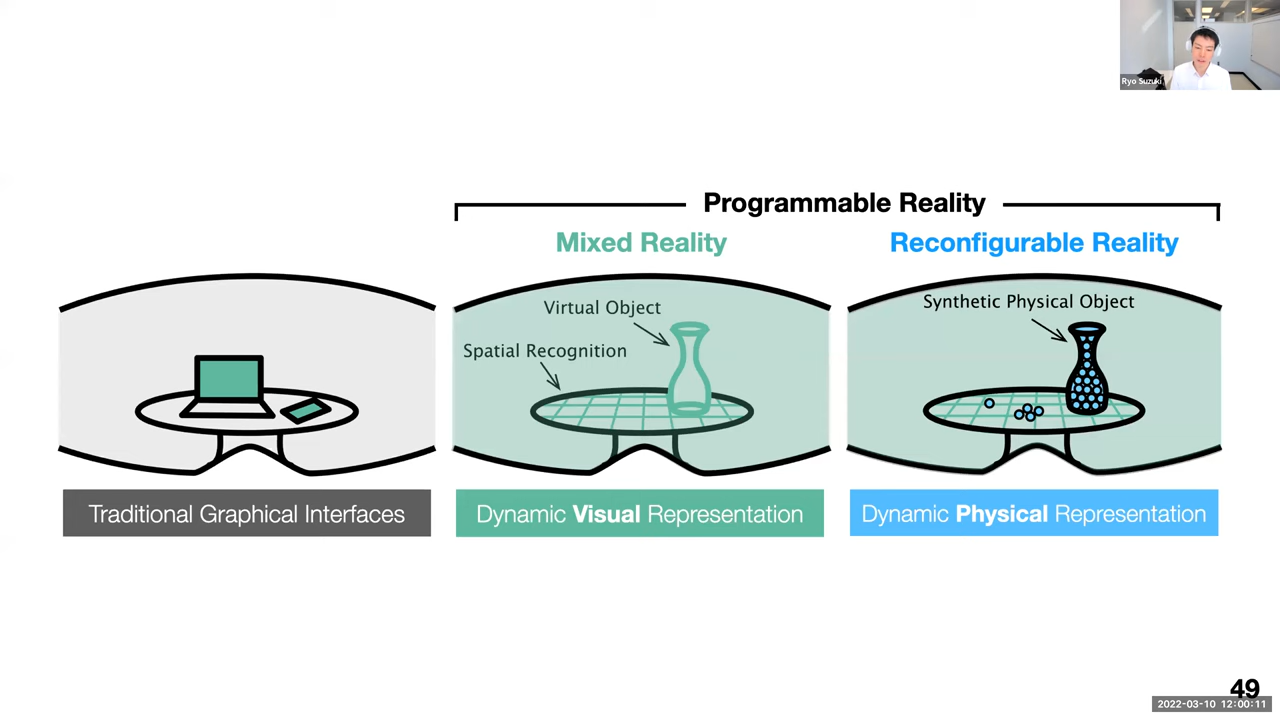 Ryo Suzuki
Programmable Reality
Mixed Reality
Reconfigurable Reality
Virtual Object
Spatial Recognition
Synthetic Physical Object
Traditional Graphical Interfaces
Dynamic Visual Representation
Dynamic Physical Representation
49
2022-03-10 12:00:11